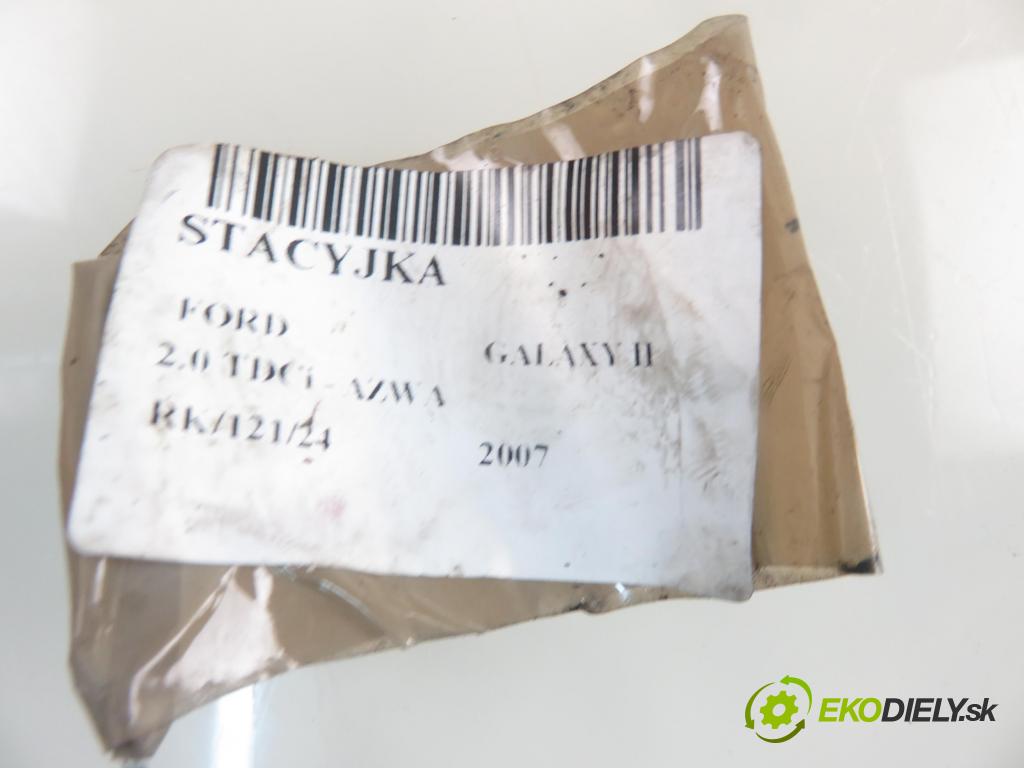 STACYJKA
FORD GALAXY II
2.0 TDCi - AZWA
RK/121/24 2007
EKODIELY.sk